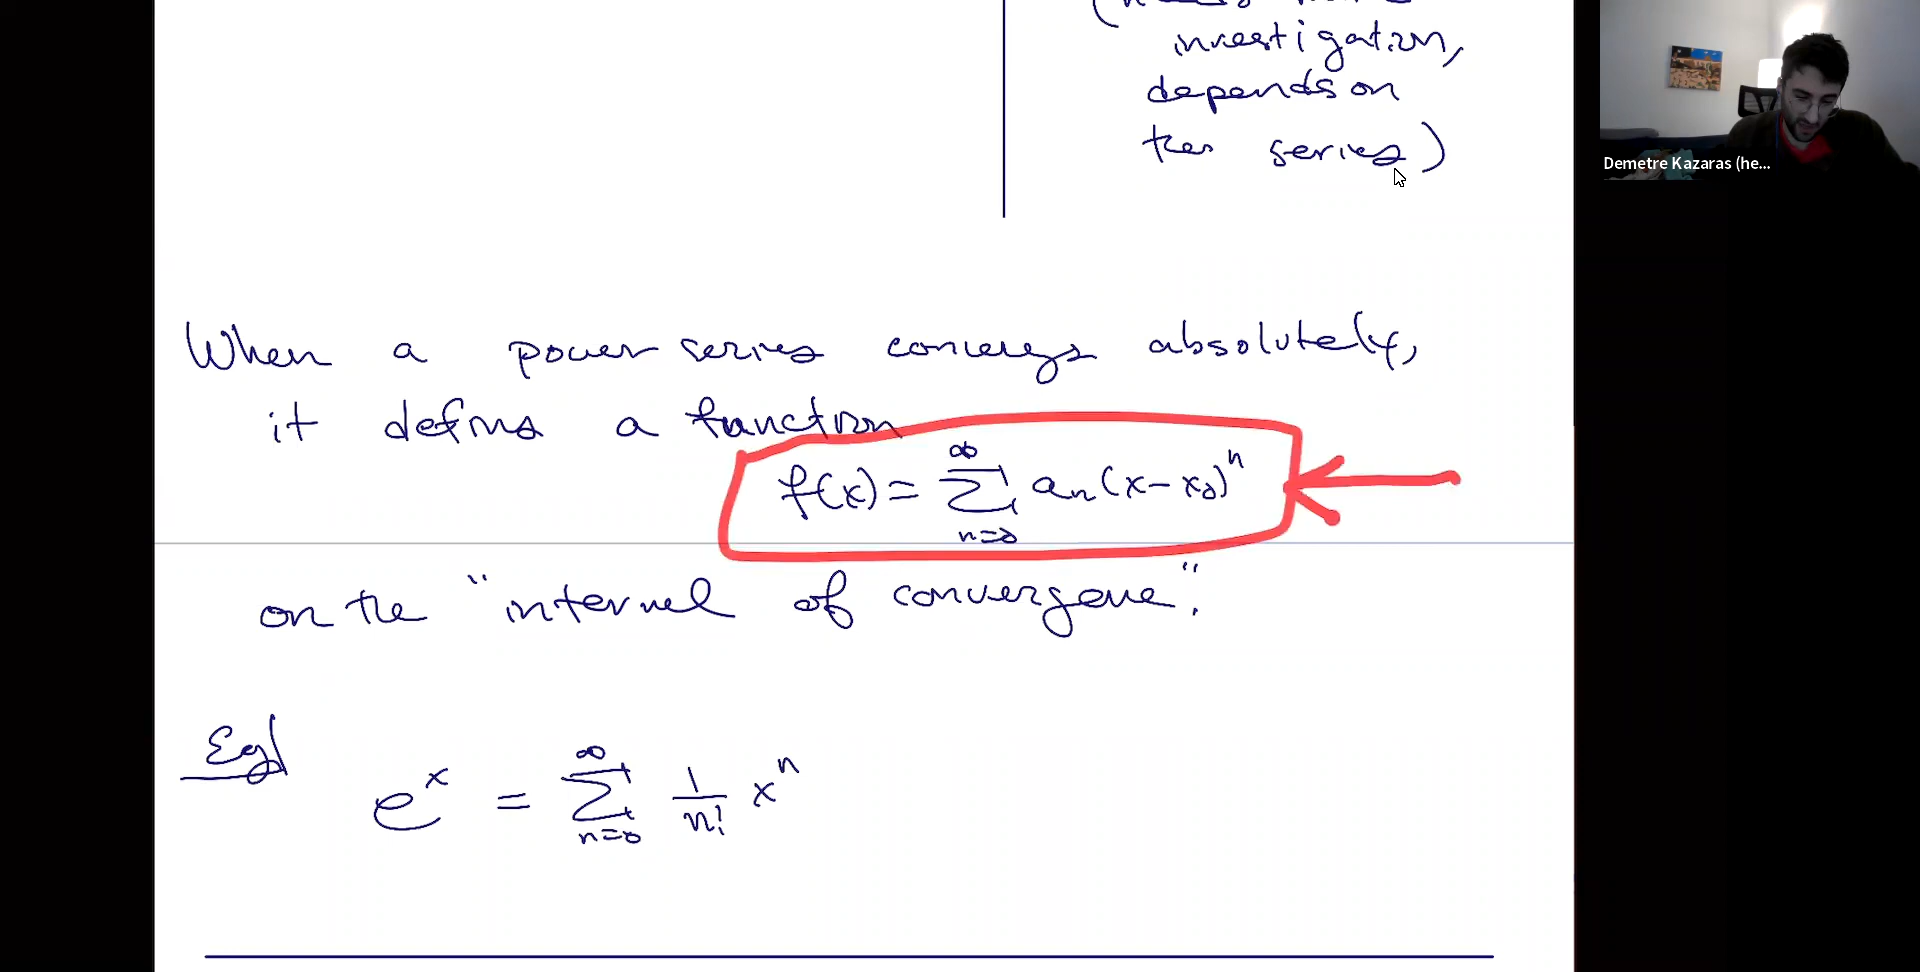 investigation,
depends on
the series)
Demetre Kazaras (he...
When a power series converges absolutely,
it defines a function
f(x) = ∑_{n=0}^{∞} a_n (x - x_0)^n
on the "interval of convergence".
Eg)
e^x = ∑_{n=0}^{∞} 1/n! x^n